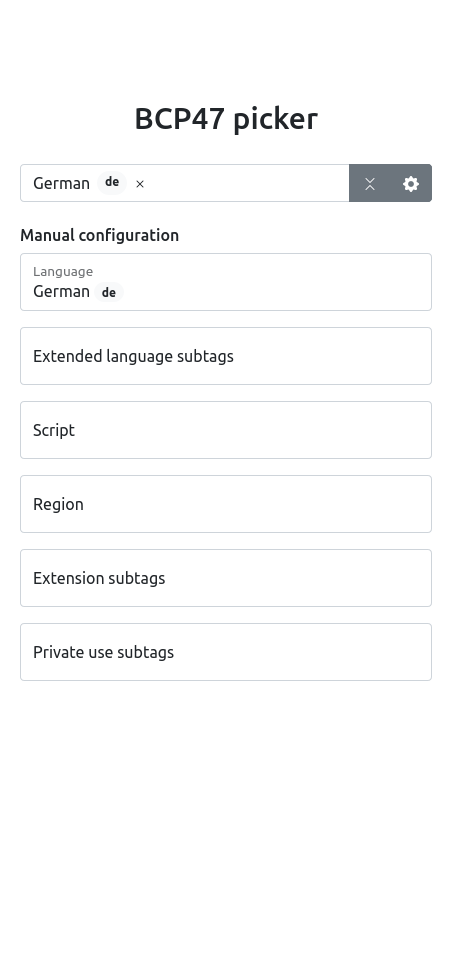 BCP47 picker
German de ×
Manual configuration
Language
German de
Extended language subtags
Script
Region
Extension subtags
Private use subtags